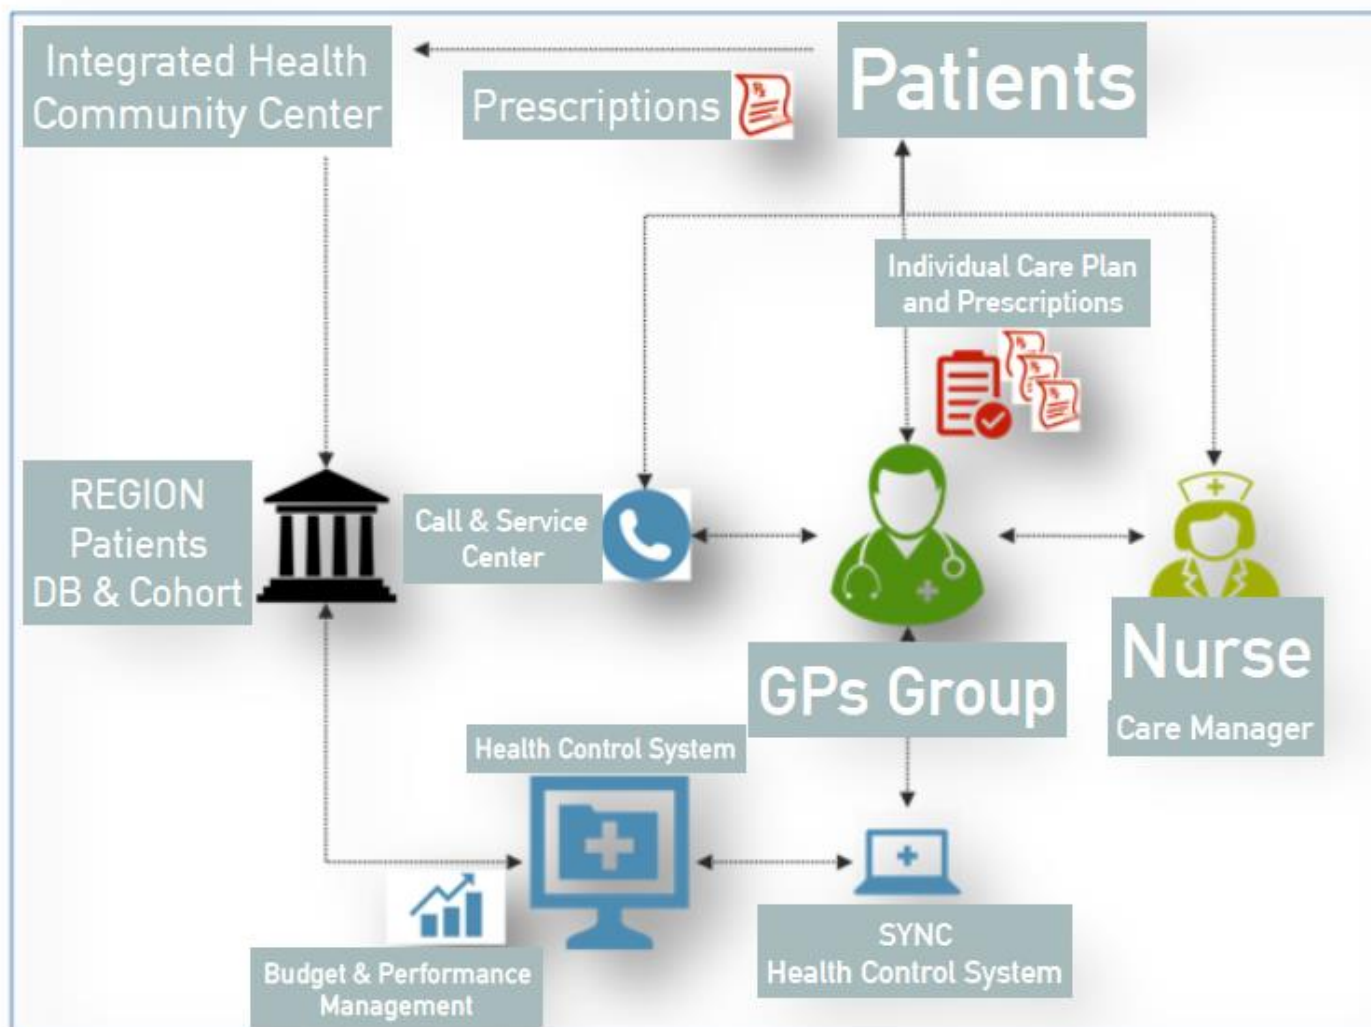 Integrated Health
Community Center
Prescriptions
Patients
Individual Care Plan
and Prescriptions
REGION
Patients
DB & Cohort
Call & Service
Center
GPs Group
Nurse
Care Manager
Health Control System
SYNC
Health Control System
Budget & Performance
Management